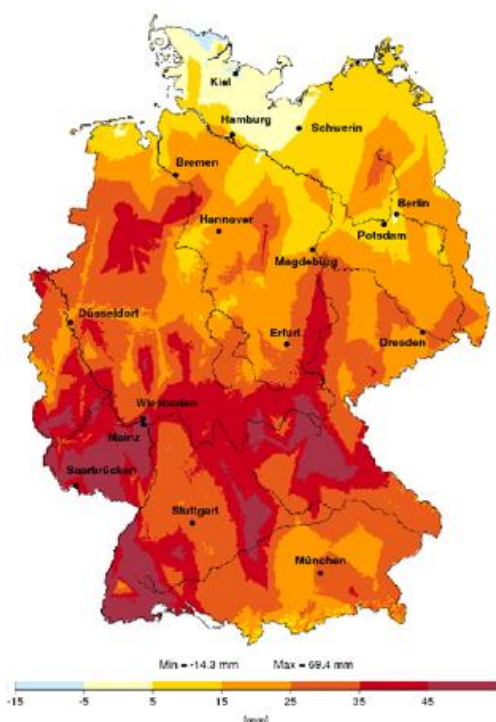 Kiel
Hamburg
Schwerin
Bremen
Berlin
Hannover
Potsdam
Magdeburg
Düsseldorf
Erfurt
Dresden
Wiesbaden
Mainz
Saarbrücken
Stuttgart
München
Min = -14.3 mm Max = 69.4 mm
-15 -5 5 15 25 35 45
[mm]